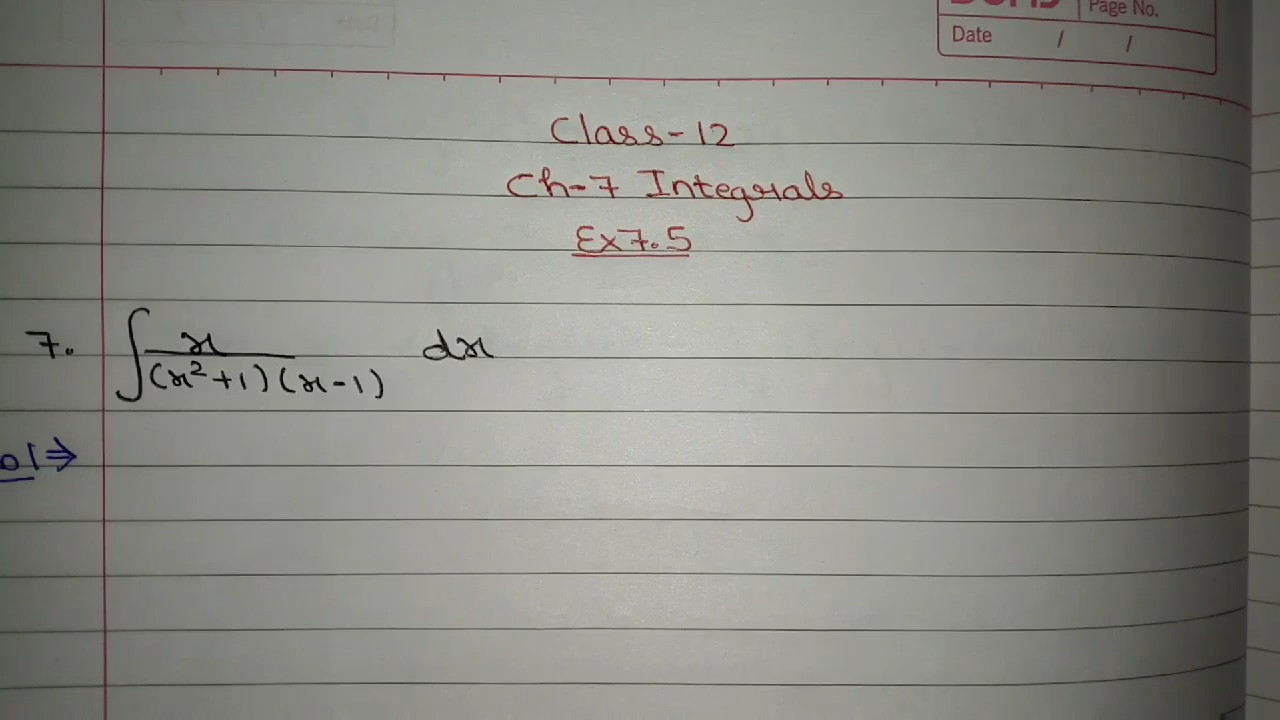 Page No.
Date / /
Class-12
Ch-7 Integrals
Ex7.5
7. ∫ x/((x²+1)(x-1)) dx
ol⇒